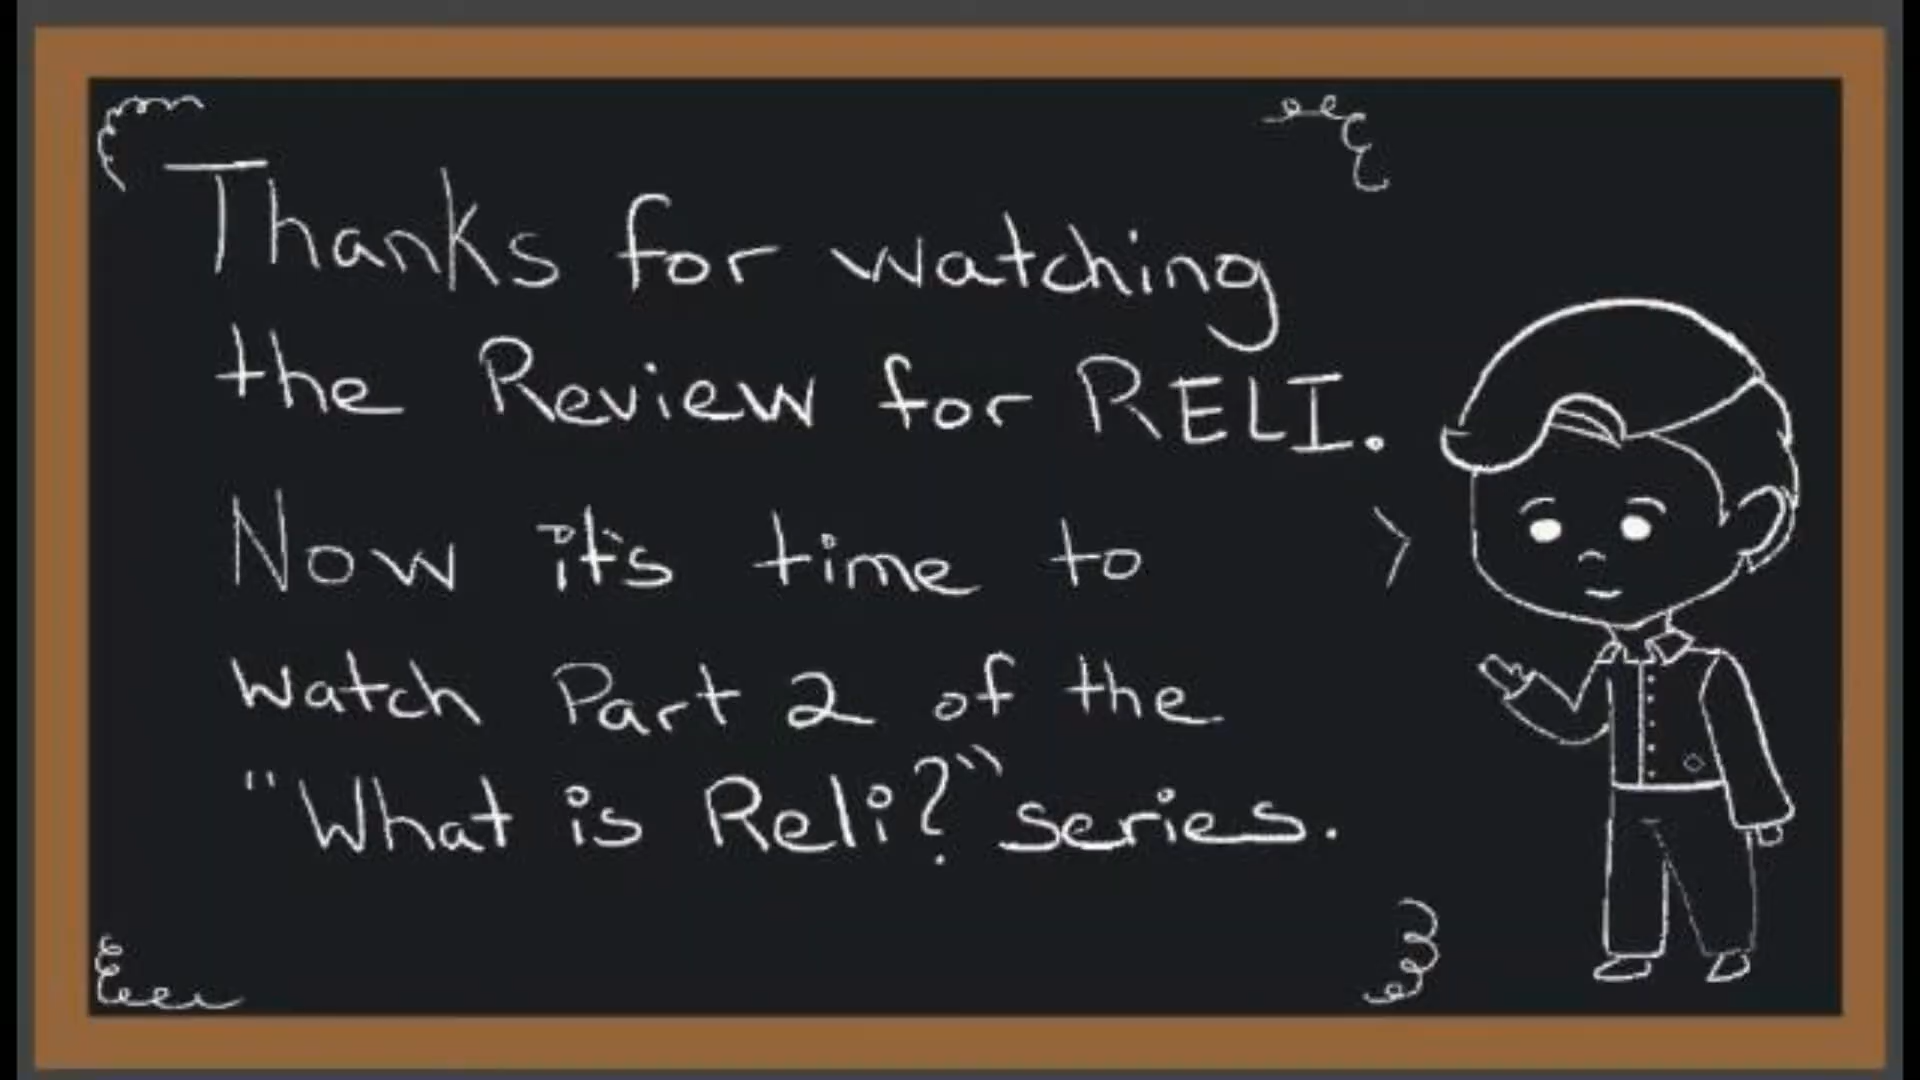 Thanks for watching
the Review for RELI.
Now it's time to
watch Part 2 of the
"What is Reli?" series.